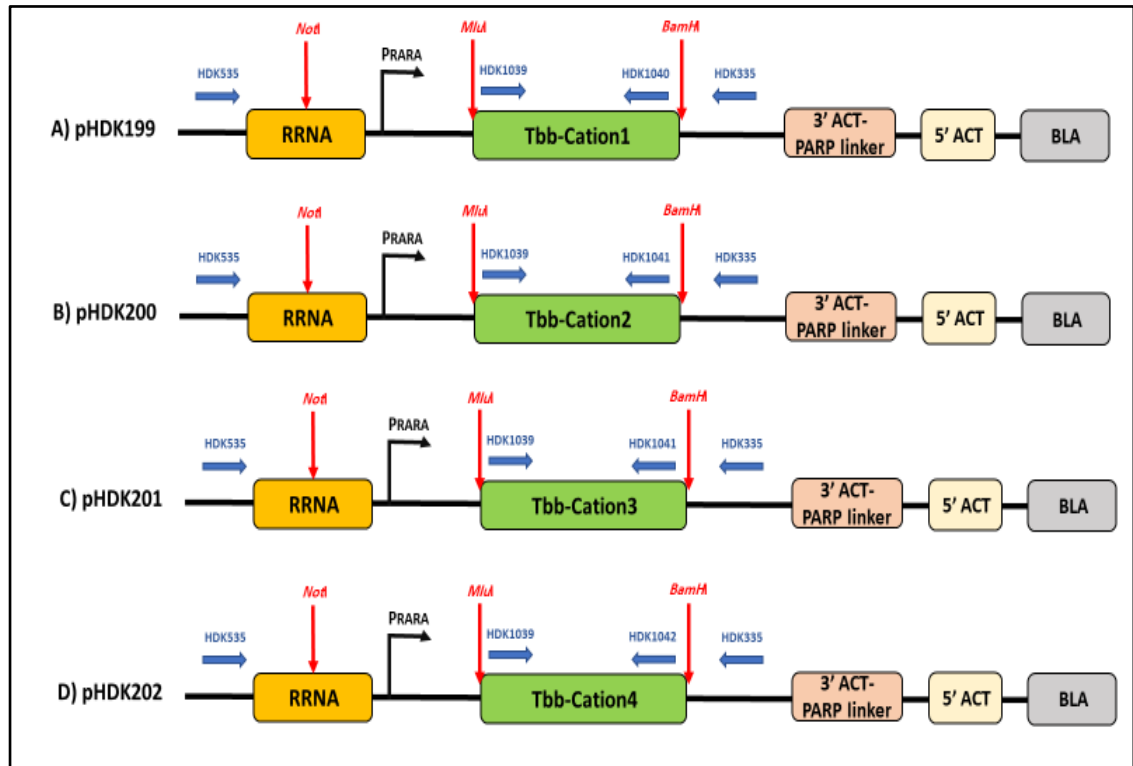 NotI
MluI
BamHI
PRARA
HDK535
HDK1039
HDK1040
HDK335
A) pHDK199
RRNA
Tbb-Cation1
3’ ACT-
PARP linker
5’ ACT
BLA
NotI
MluI
BamHI
PRARA
HDK535
HDK1039
HDK1041
HDK335
B) pHDK200
RRNA
Tbb-Cation2
3’ ACT-
PARP linker
5’ ACT
BLA
NotI
MluI
BamHI
PRARA
HDK535
HDK1039
HDK1041
HDK335
C) pHDK201
RRNA
Tbb-Cation3
3’ ACT-
PARP linker
5’ ACT
BLA
NotI
MluI
BamHI
PRARA
HDK535
HDK1039
HDK1042
HDK335
D) pHDK202
RRNA
Tbb-Cation4
3’ ACT-
PARP linker
5’ ACT
BLA